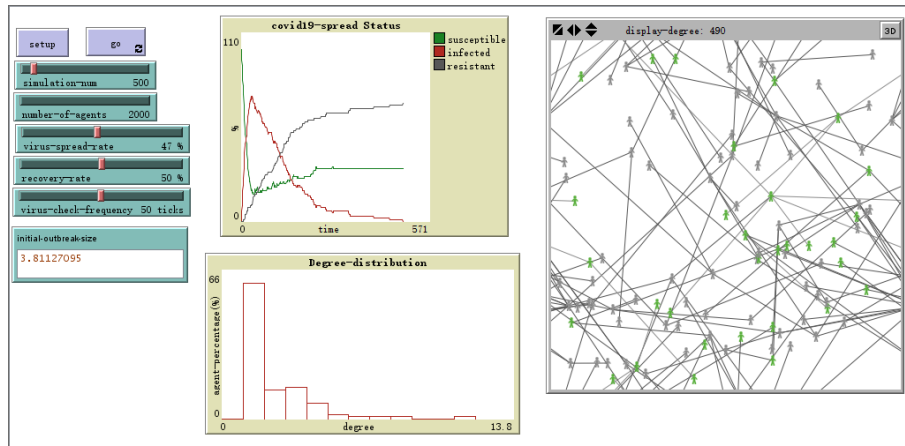 setup
go
simulation-num 500
number-of-agents 2000
virus-spread-rate 47 %
recovery-rate 50 %
virus-check-frequency 50 ticks
initial-outbreak-size
3.81127095
covid19-spread Status
110
%
0
0 time 571
susceptible
infected
resistant
Degree-distribution
66
agent-percentage(%)
0
0 degree 13.8
display-degree: 490
3D